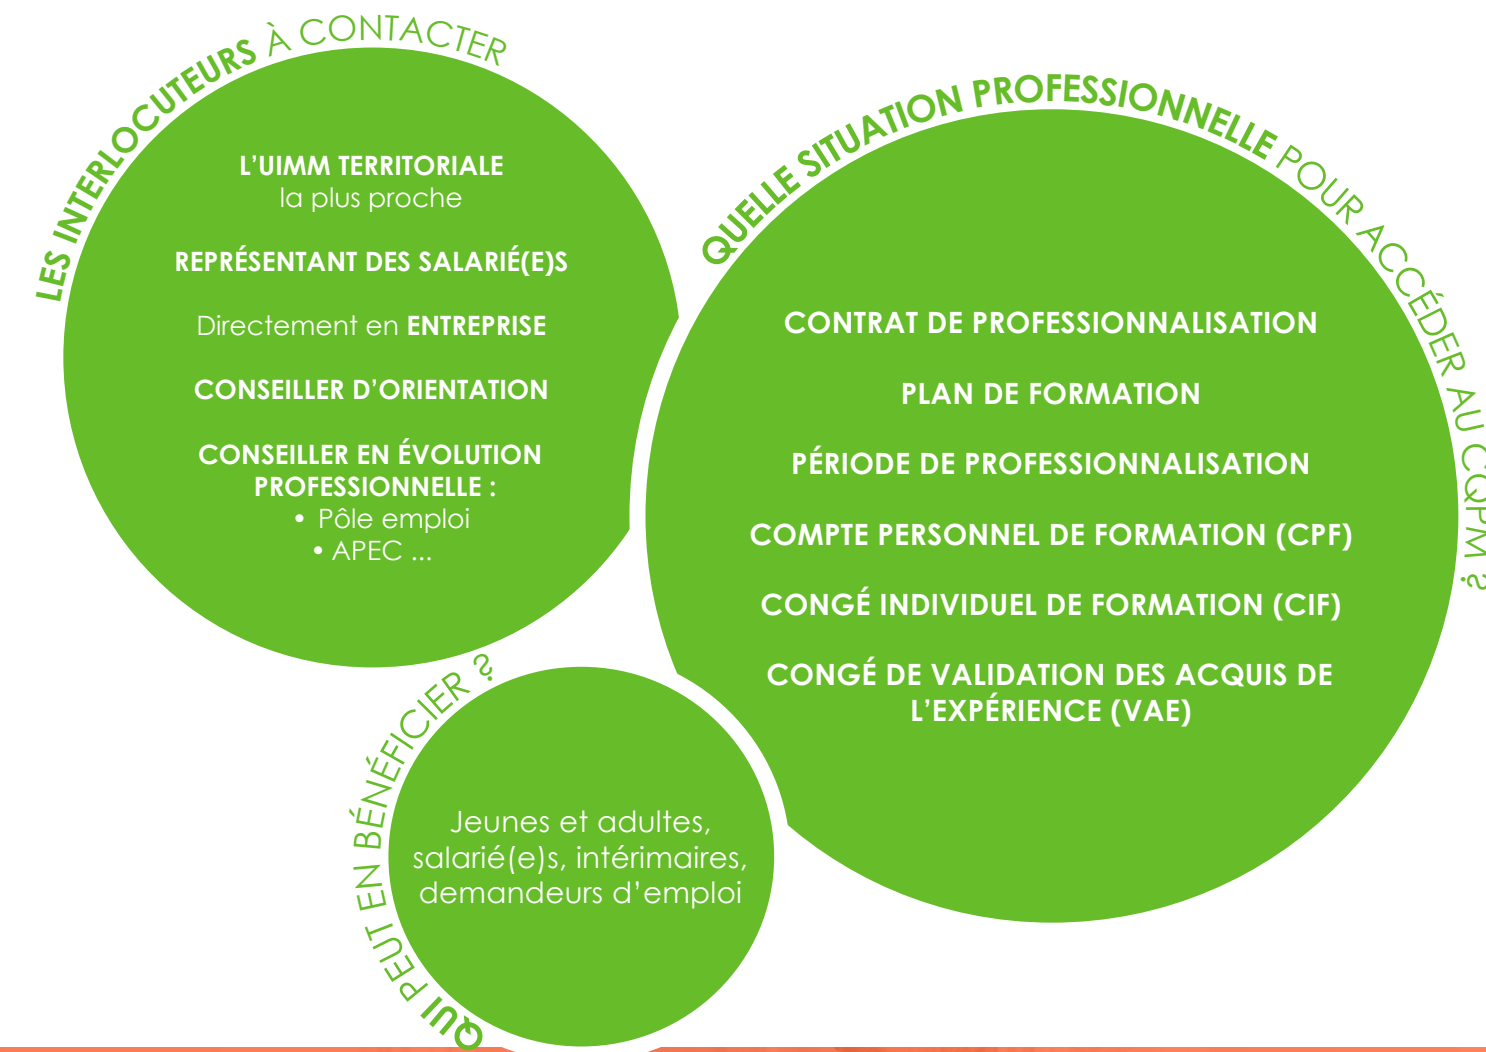 LES INTERLOCUTEURS À CONTACTER
L’UIMM TERRITORIALE
la plus proche
REPRÉSENTANT DES SALARIÉ(E)S
Directement en ENTREPRISE
CONSEILLER D’ORIENTATION
CONSEILLER EN ÉVOLUTION
PROFESSIONNELLE :
• Pôle emploi
• APEC ...
QUELLE SITUATION PROFESSIONNELLE POUR ACCÉDER AU CQPM ?
CONTRAT DE PROFESSIONNALISATION
PLAN DE FORMATION
PÉRIODE DE PROFESSIONNALISATION
COMPTE PERSONNEL DE FORMATION (CPF)
CONGÉ INDIVIDUEL DE FORMATION (CIF)
CONGÉ DE VALIDATION DES ACQUIS DE
L’EXPÉRIENCE (VAE)
QUI PEUT EN BÉNÉFICIER ?
Jeunes et adultes,
salarié(e)s, intérimaires,
demandeurs d’emploi